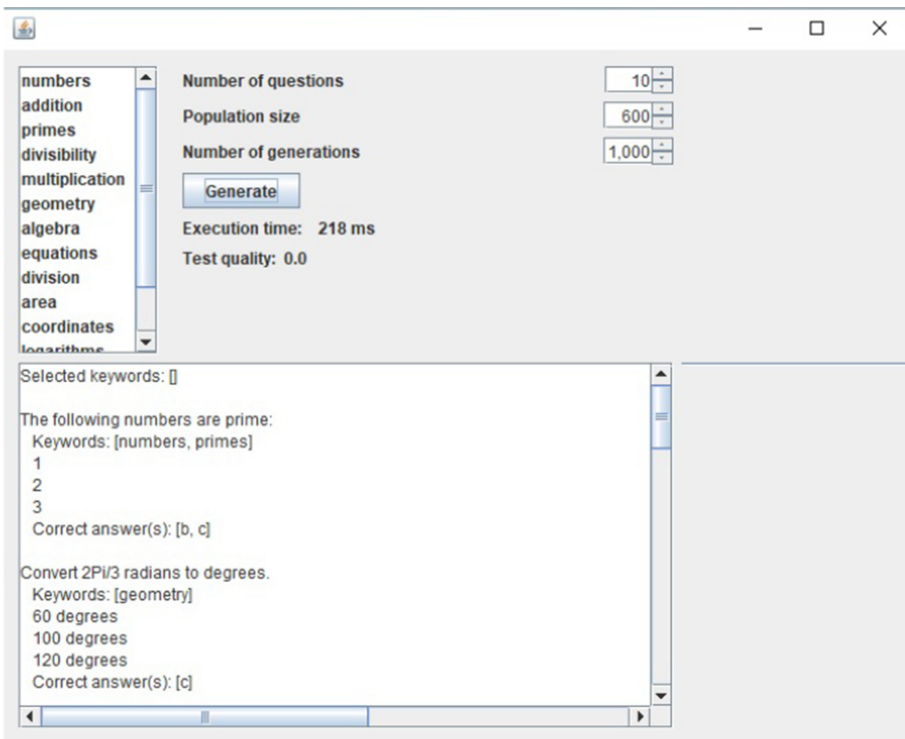 numbers
addition
primes
divisibility
multiplication
geometry
algebra
equations
division
area
coordinates
logarithms
Number of questions 10
Population size 600
Number of generations 1,000
Generate
Execution time: 218 ms
Test quality: 0.0
Selected keywords: []
The following numbers are prime:
Keywords: [numbers, primes]
1
2
3
Correct answer(s): [b, c]
Convert 2Pi/3 radians to degrees.
Keywords: [geometry]
60 degrees
100 degrees
120 degrees
Correct answer(s): [c]